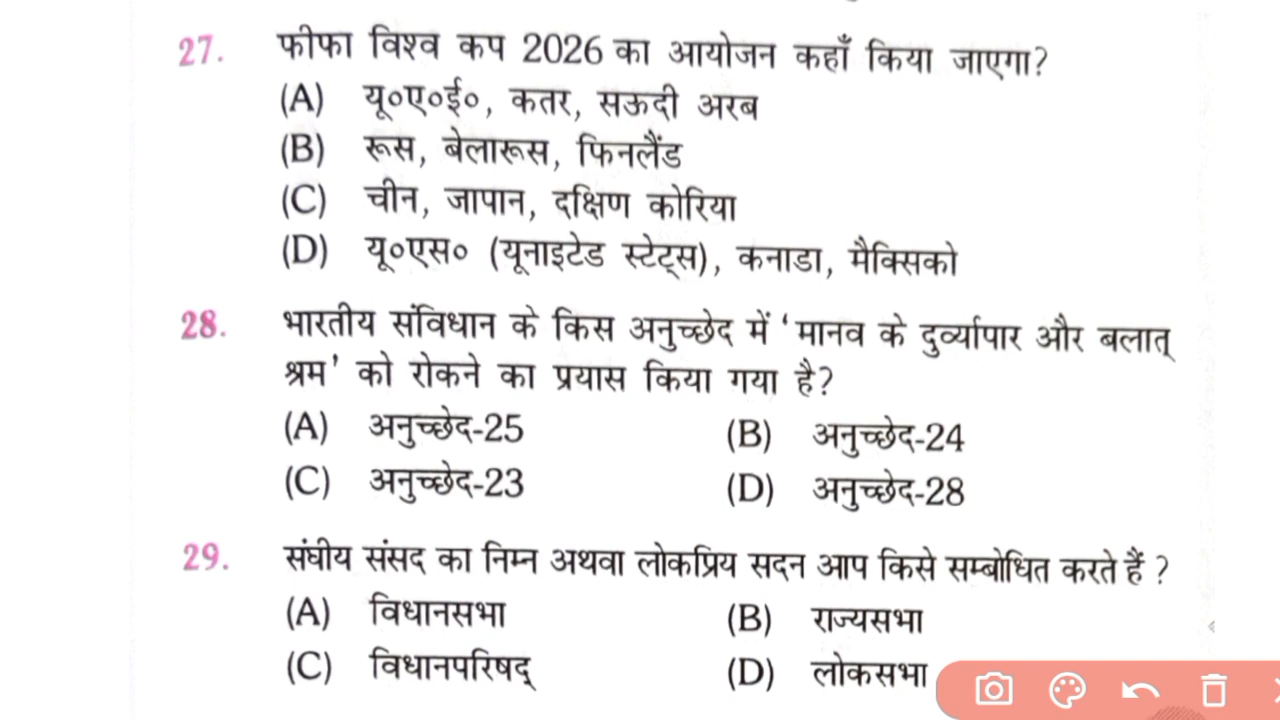 27. फीफा विश्व कप 2026 का आयोजन कहाँ किया जाएगा?
(A) यू०ए०ई०, कतर, सऊदी अरब
(B) रूस, बेलारूस, फिनलैंड
(C) चीन, जापान, दक्षिण कोरिया
(D) यू०एस० (यूनाइटेड स्टेट्स), कनाडा, मैक्सिको
28. भारतीय संविधान के किस अनुच्छेद में ‘मानव के दुर्व्यापार और बलात्
श्रम’ को रोकने का प्रयास किया गया है?
(A) अनुच्छेद-25 (B) अनुच्छेद-24
(C) अनुच्छेद-23 (D) अनुच्छेद-28
29. संघीय संसद का निम्न अथवा लोकप्रिय सदन आप किसे सम्बोधित करते हैं ?
(A) विधानसभा (B) राज्यसभा
(C) विधानपरिषद् (D) लोकसभा